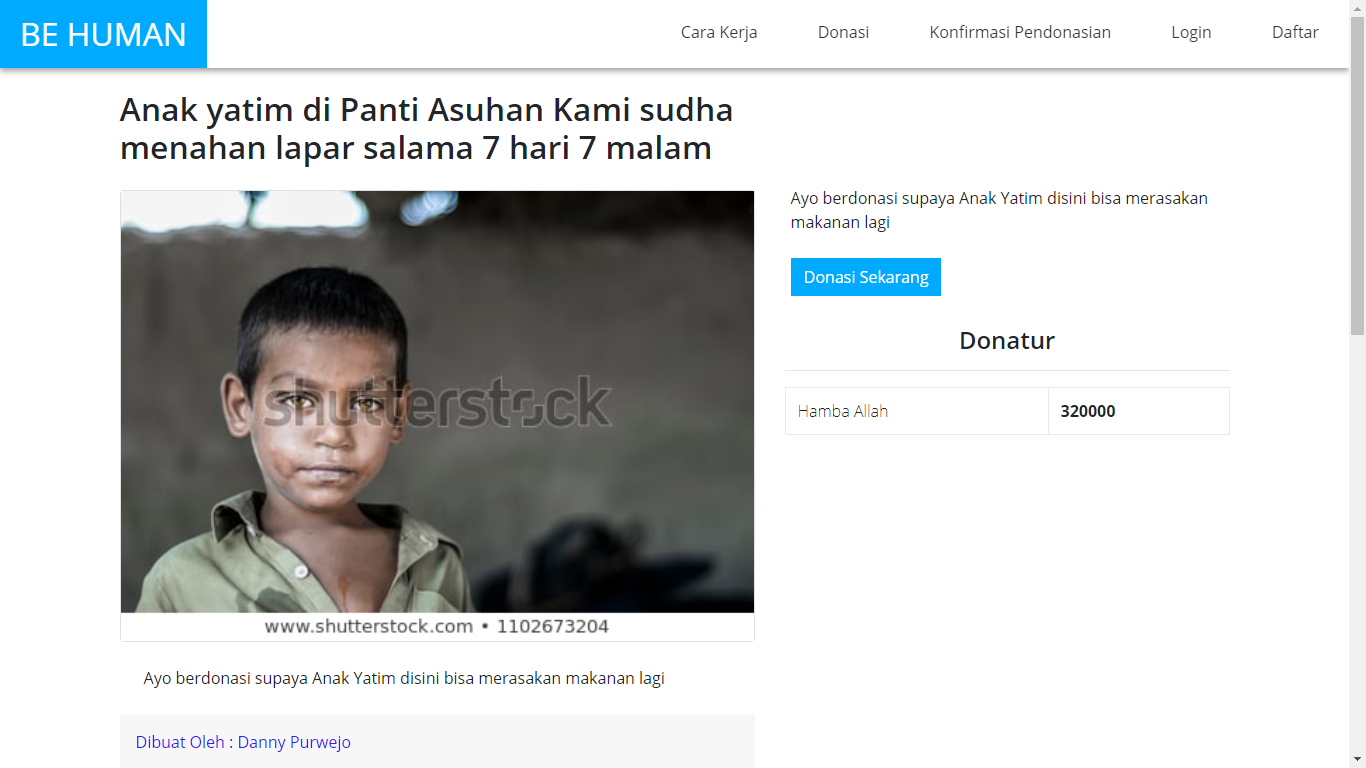 BE HUMAN
Cara Kerja
Donasi
Konfirmasi Pendonasian
Login
Daftar
Anak yatim di Panti Asuhan Kami sudha
menahan lapar salama 7 hari 7 malam
shutterstock
www.shutterstock.com • 1102673204
Ayo berdonasi supaya Anak Yatim disini bisa merasakan makanan lagi
Dibuat Oleh : Danny Purwejo
Ayo berdonasi supaya Anak Yatim disini bisa merasakan
makanan lagi
Donasi Sekarang
Donatur
Hamba Allah 320000